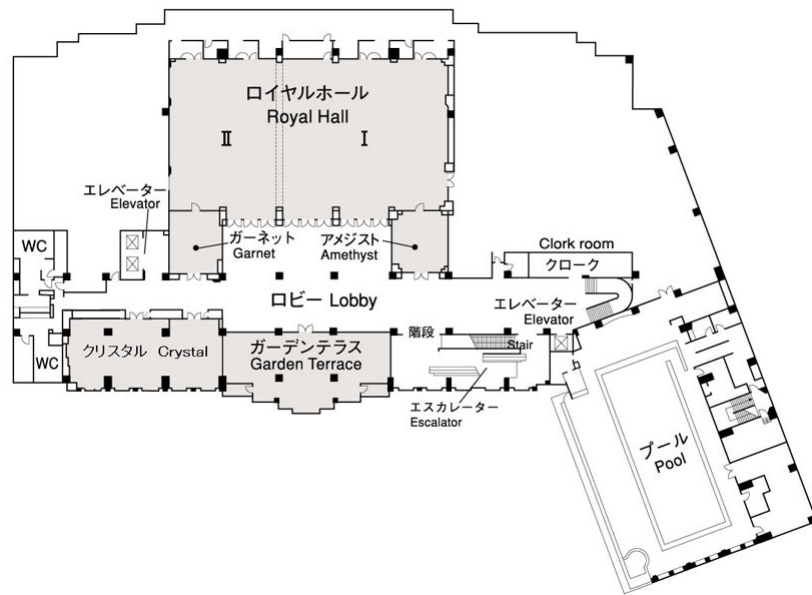 ロイヤルホール
Royal Hall
Ⅱ
Ⅰ
エレベーター
Elevator
WC
ガーネット
Garnet
アメジスト
Amethyst
Clork room
クローク
ロビー Lobby
エレベーター
Elevator
階段
Stair
クリスタル Crystal
ガーデンテラス
Garden Terrace
WC
エスカレーター
Escalator
プール
Pool